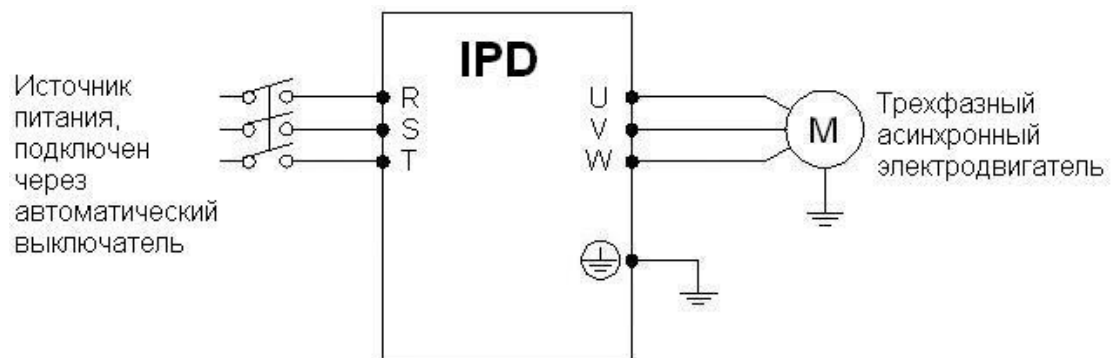 IPD
Источник
питания,
подключен
через
автоматический
выключатель
R
S
T
U
V
W
M
Трехфазный
асинхронный
электродвигатель